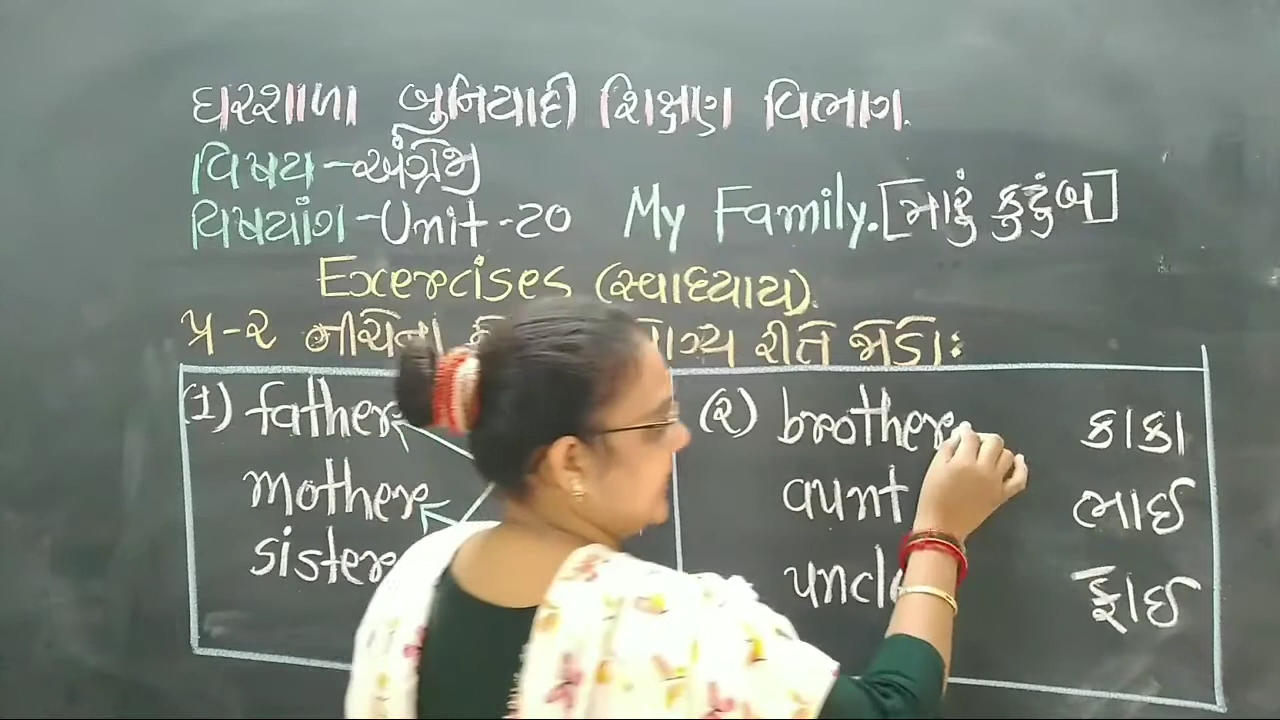 ઘરશાળા બુનિયાદી શિક્ષણ વિભાગ.
વિષય-અંગ્રેજી
વિષયાંગ-Unit-20 My Family.[મારું કુટુંબ]
Exercises (સ્વાધ્યાય).
પ્ર-૨ નીચેના રીતે જોડો:
(1) father
mother
sister
(૨) brother કાકા
aunt ભાઈ
uncle ફોઈ